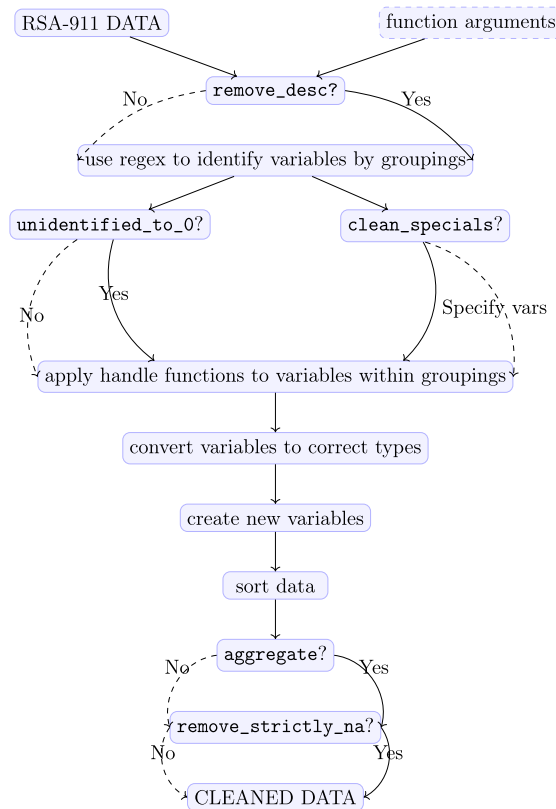 RSA-911 DATA
function arguments
remove_desc?
No
Yes
use regex to identify variables by groupings
unidentified_to_0?
clean_specials?
Yes
No
Specify vars
apply handle functions to variables within groupings
convert variables to correct types
create new variables
sort data
aggregate?
No
Yes
remove_strictly_na?
No
Yes
CLEANED DATA